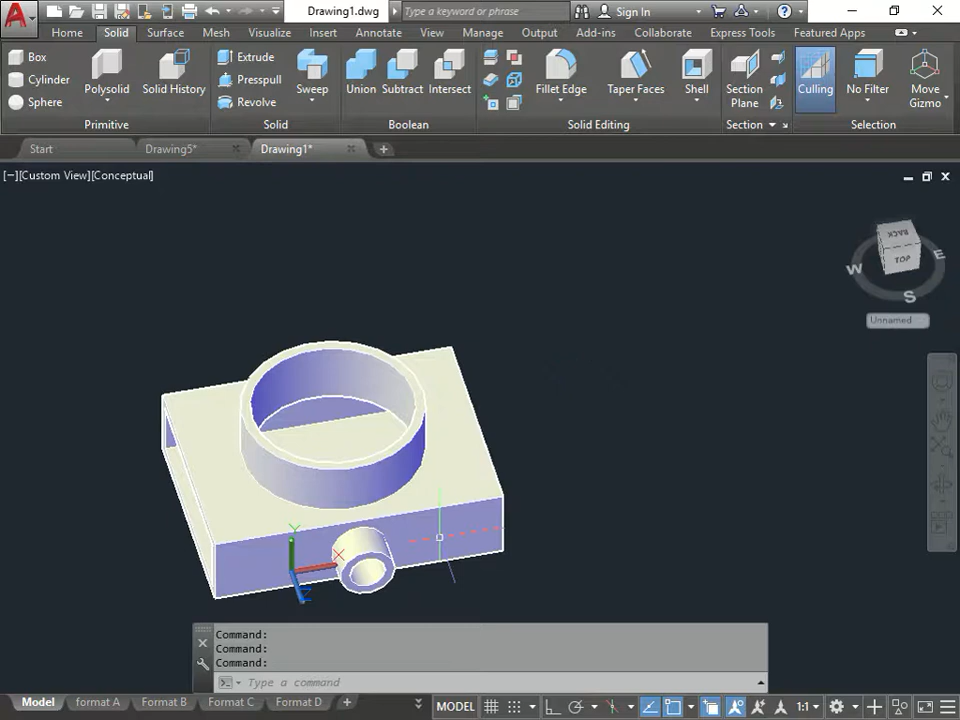 A Drawing1.dwg Type a keyword or phrase Sign In
Home Solid Surface Mesh Visualize Insert Annotate View Manage Output Add-ins Collaborate Express Tools Featured Apps
Box Polysolid Solid History Extrude Sweep Union Subtract Intersect Fillet Edge Taper Faces Shell Section Plane Culling No Filter Move Gizmo
Cylinder Presspull
Sphere Revolve
Primitive Solid Boolean Solid Editing Section Selection
Start Drawing5* Drawing1*
[−][Custom View][Conceptual]
BACK
TOP
W E
S
Unnamed
Y
X
Z
Command:
Command:
Command:
Type a command
Model format A Format B Format C Format D MODEL 1:1